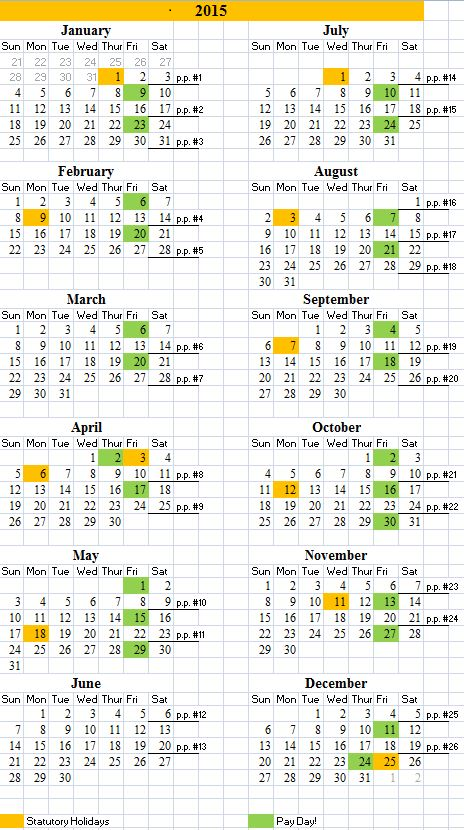 2015
January
Sun Mon Tue Wed Thur Fri Sat
21 22 23 24 25 26 27
28 29 30 31 1 2 3 p.p. #1
4 5 6 7 8 9 10
11 12 13 14 15 16 17 p.p. #2
18 19 20 21 22 23 24
25 26 27 28 29 30 31 p.p. #3
February
1 2 3 4 5 6 7
8 9 10 11 12 13 14 p.p. #4
15 16 17 18 19 20 21
22 23 24 25 26 27 28 p.p. #5
March
Sun Mon Tue Wed Thur Fri Sat
1 2 3 4 5 6 7
8 9 10 11 12 13 14 p.p. #6
15 16 17 18 19 20 21
22 23 24 25 26 27 28 p.p. #7
29 30 31
April
Sun Mon Tue Wed Thur Fri Sat
1 2 3 4
5 6 7 8 9 10 11 p.p. #8
12 13 14 15 16 17 18
19 20 21 22 23 24 25 p.p. #9
26 27 28 29 30
May
Sun Mon Tue Wed Thur Fri Sat
1 2
3 4 5 6 7 8 9 p.p. #10
10 11 12 13 14 15 16
17 18 19 20 21 22 23 p.p. #11
24 25 26 27 28 29 30
31
June
Sun Mon Tue Wed Thur Fri Sat
1 2 3 4 5 6 p.p. #12
7 8 9 10 11 12 13
14 15 16 17 18 19 20 p.p. #13
21 22 23 24 25 26 27
28 29 30
Statutory Holidays
July
Sun Mon Tue Wed Thur Fri Sat
1 2 3 4 p.p. #14
5 6 7 8 9 10 11
12 13 14 15 16 17 18 p.p. #15
19 20 21 22 23 24 25
26 27 28 29 30 31
August
Sun Mon Tue Wed Thur Fri Sat
1 p.p. #16
2 3 4 5 6 7 8
9 10 11 12 13 14 15 p.p. #17
16 17 18 19 20 21 22
23 24 25 26 27 28 29 p.p. #18
30 31
September
Sun Mon Tue Wed Thur Fri Sat
1 2 3 4 5
6 7 8 9 10 11 12 p.p. #19
13 14 15 16 17 18 19
20 21 22 23 24 25 26 p.p. #20
27 28 29 30
October
Sun Mon Tue Wed Thur Fri Sat
1 2 3
4 5 6 7 8 9 10 p.p. #21
11 12 13 14 15 16 17
18 19 20 21 22 23 24 p.p. #22
25 26 27 28 29 30 31
November
Sun Mon Tue Wed Thur Fri Sat
1 2 3 4 5 6 7 p.p. #23
8 9 10 11 12 13 14
15 16 17 18 19 20 21 p.p. #24
22 23 24 25 26 27 28
29 30
December
Sun Mon Tue Wed Thur Fri Sat
1 2 3 4 5 p.p. #25
6 7 8 9 10 11 12
13 14 15 16 17 18 19 p.p. #26
20 21 22 23 24 25 26
27 28 29 30 31 1 2
Pay Day!